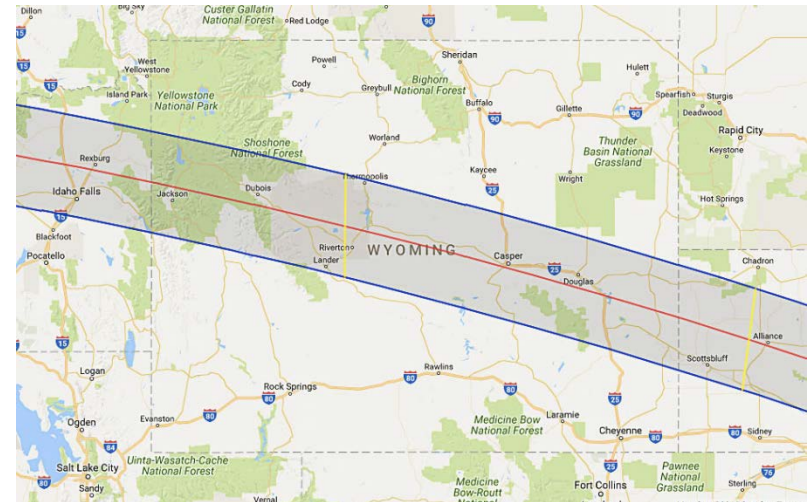 Dillon
Big Sky
Custer Gallatin
National Forest
Red Lodge
90
15
West
Yellowstone
Powell
Sheridan
15
Hulett
Island Park
Yellowstone
National Park
Cody
Greybull
Bighorn
National Forest
Buffalo
Gillette
Spearfish
Sturgis
Deadwood
90
90
Rapid City
Worland
Shoshone
National Forest
Thunder
Basin National
Grassland
Keystone
Rexburg
Thermopolis
Kaycee
Wright
25
Idaho Falls
Jackson
Dubois
Hot Springs
15
Blackfoot
Riverton
WYOMING
Pocatello
Lander
Casper
25
Douglas
Chadron
15
Alliance
Scottsbluff
Logan
Rawlins
Rock Springs
80
80
80
25
Ogden
Evanston
80
Laramie
Medicine Bow
National Forest
Cheyenne
80
Sidney
84
Salt Lake City
Uinta-Wasatch-Cache
National Forest
Pawnee
National
Grassland
25
76
80
Sandy
Vernal
Medicine
Bow-Routt
National
Fort Collins
Sterling